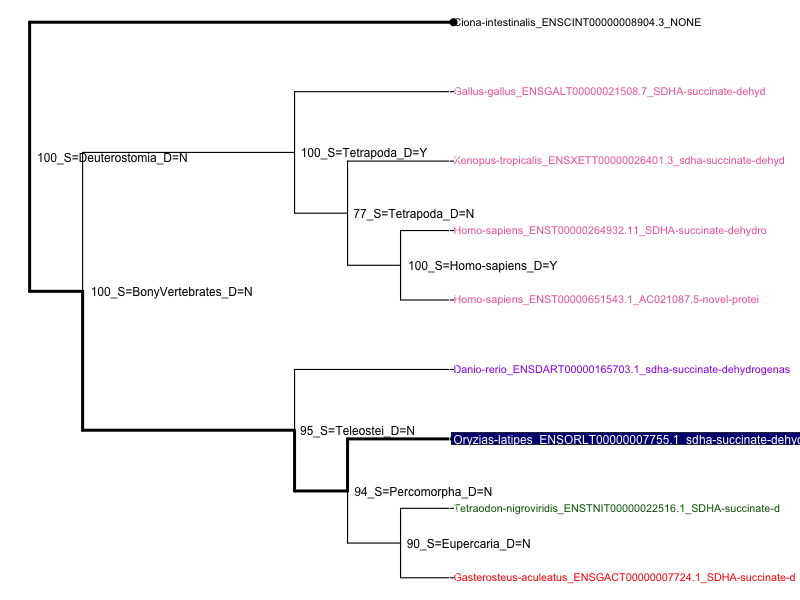 Ciona-intestinalis_ENSCINT00000008904.3_NONE
Gallus-gallus_ENSGALT00000021508.7_SDHA-succinate-dehyd
100_S=Tetrapoda_D=Y
100_S=Deuterostomia_D=N
Xenopus-tropicalis_ENSXETT00000026401.3_sdha-succinate-dehyd
77_S=Tetrapoda_D=N
Homo-sapiens_ENST00000264932.11_SDHA-succinate-dehydro
100_S=Homo-sapiens_D=Y
100_S=BonyVertebrates_D=N
Homo-sapiens_ENST00000651543.1_AC021087.5-novel-protei
Danio-rerio_ENSDART00000165703.1_sdha-succinate-dehydrogenas
95_S=Teleostei_D=N
Oryzias-latipes_ENSORLT00000007755.1_sdha-succinate-dehyd
94_S=Percomorpha_D=N
Tetraodon-nigroviridis_ENSTNIT00000022516.1_SDHA-succinate-d
90_S=Eupercaria_D=N
Gasterosteus-aculeatus_ENSGACT00000007724.1_SDHA-succinate-d